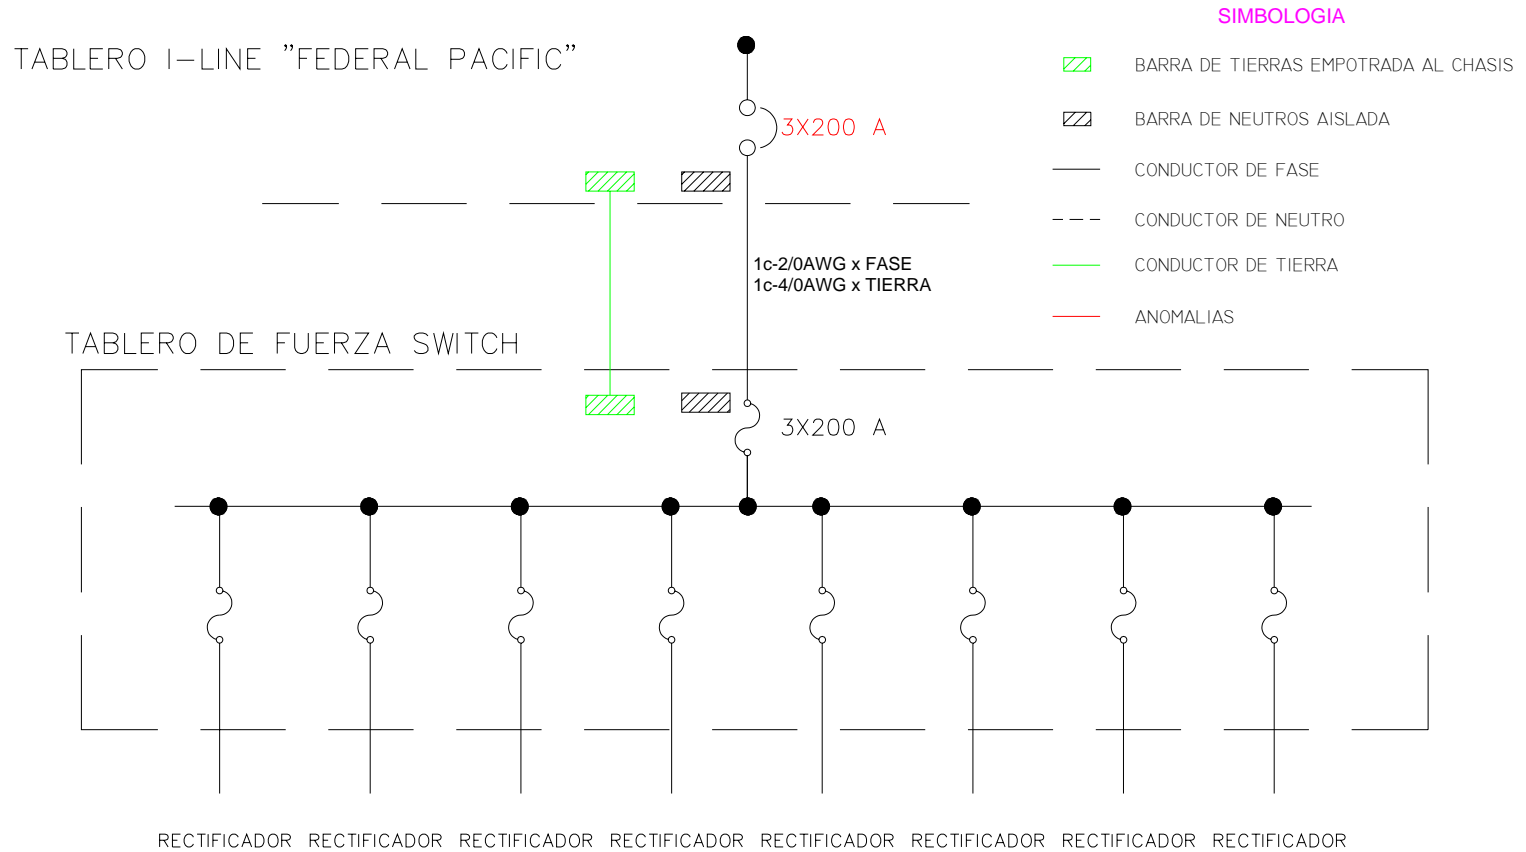 SIMBOLOGIA
TABLERO I-LINE "FEDERAL PACIFIC"
BARRA DE TIERRAS EMPOTRADA AL CHASIS
BARRA DE NEUTROS AISLADA
3X200 A
CONDUCTOR DE FASE
CONDUCTOR DE NEUTRO
CONDUCTOR DE TIERRA
ANOMALIAS
1c-2/0AWG x FASE
1c-4/0AWG x TIERRA
TABLERO DE FUERZA SWITCH
3X200 A
RECTIFICADOR RECTIFICADOR RECTIFICADOR RECTIFICADOR RECTIFICADOR RECTIFICADOR RECTIFICADOR RECTIFICADOR